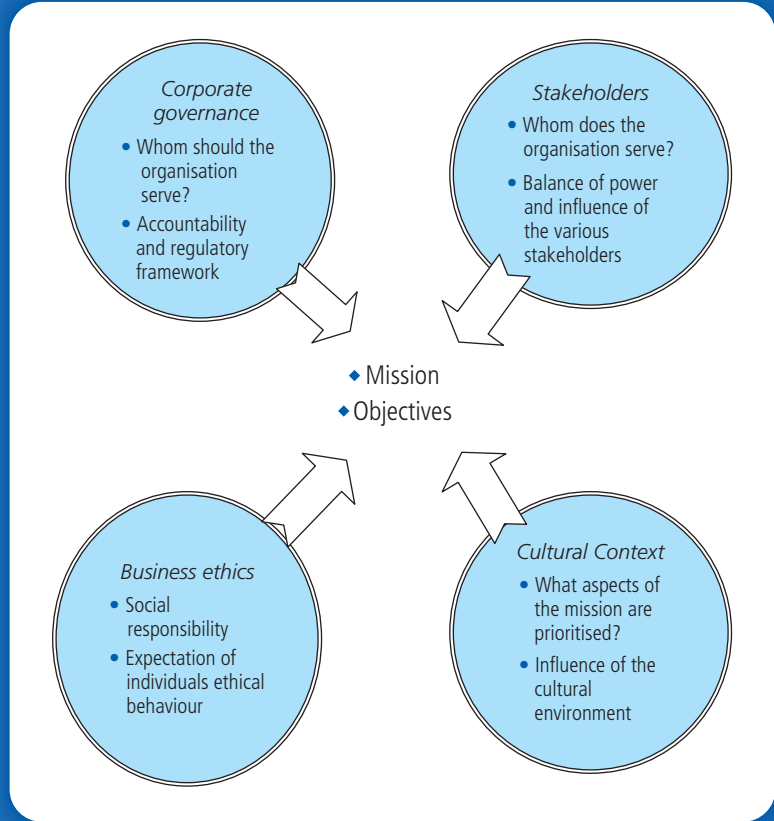 Corporate
governance
• Whom should the
organisation
serve?
• Accountability
and regulatory
framework
Stakeholders
• Whom does the
organisation serve?
• Balance of power
and influence of
the various
stakeholders
◆ Mission
◆ Objectives
Business ethics
• Social
responsibility
• Expectation of
individuals ethical
behaviour
Cultural Context
• What aspects of
the mission are
prioritised?
• Influence of the
cultural
environment